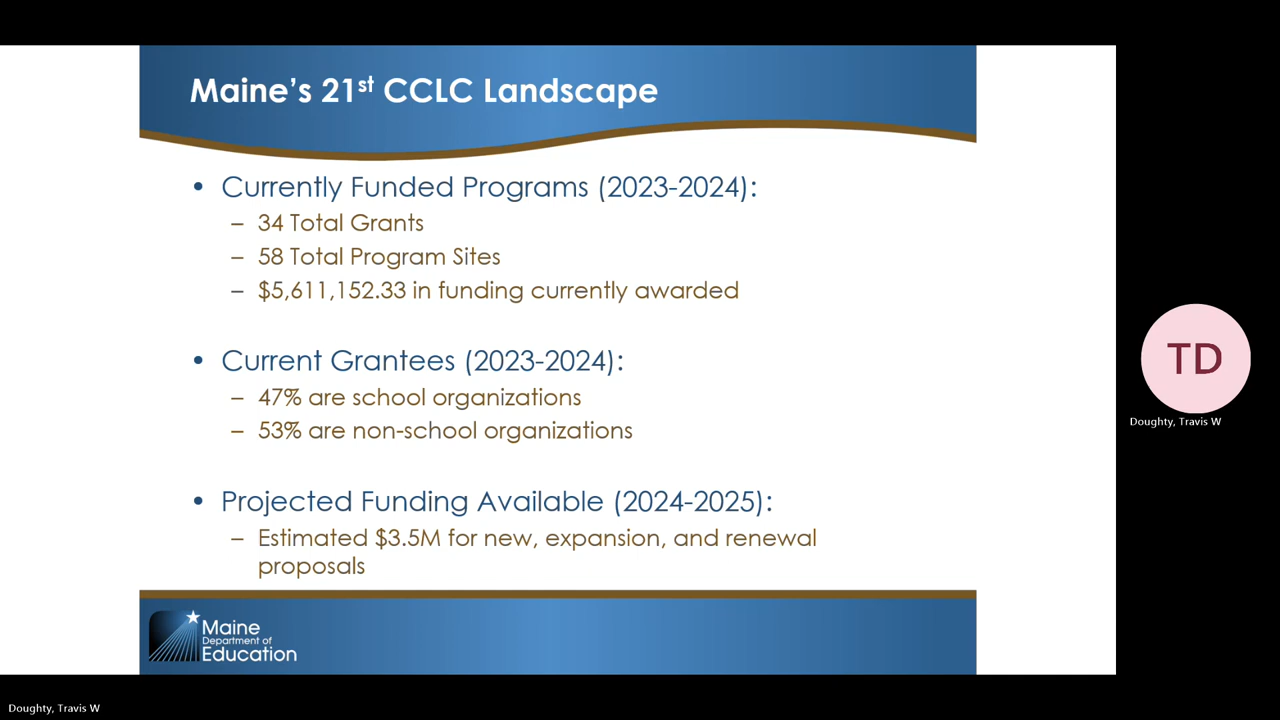 Maine's 21st CCLC Landscape
• Currently Funded Programs (2023-2024):
– 34 Total Grants
– 58 Total Program Sites
– $5,611,152.33 in funding currently awarded
• Current Grantees (2023-2024):
– 47% are school organizations
– 53% are non-school organizations
• Projected Funding Available (2024-2025):
– Estimated $3.5M for new, expansion, and renewal
proposals
Maine
Department of
Education
TD
Doughty, Travis W
Doughty, Travis W